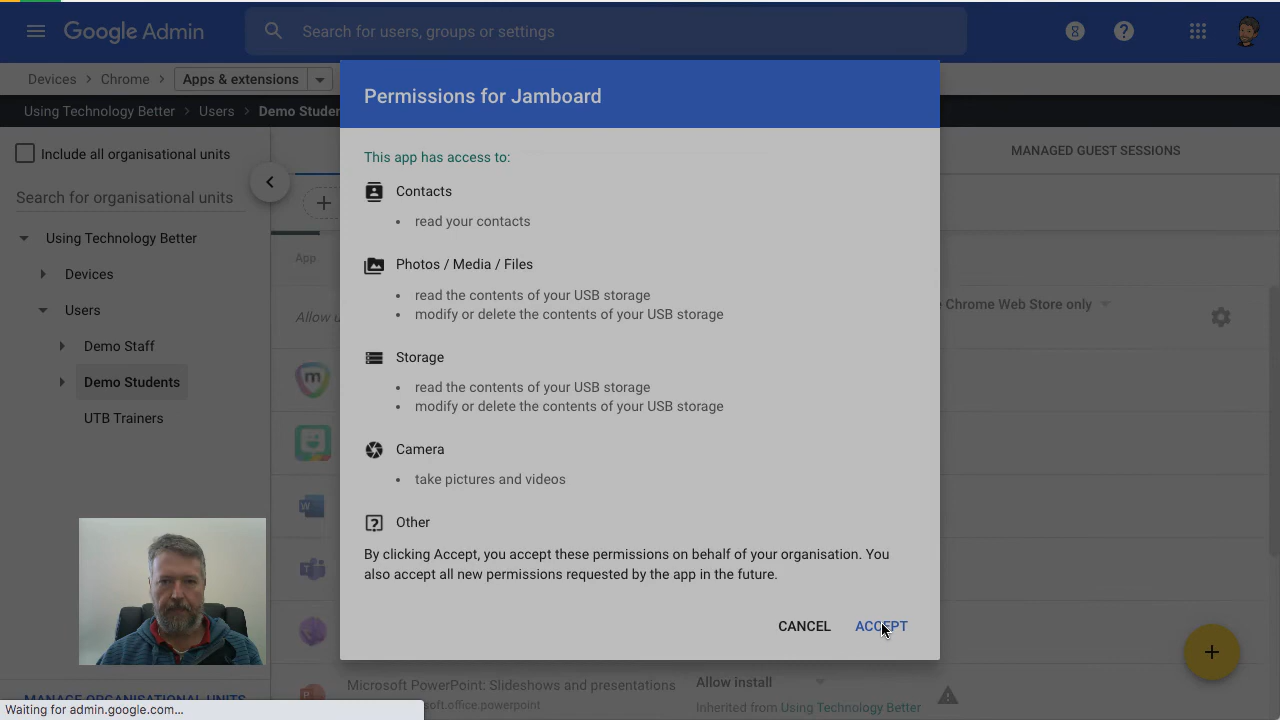 Google Admin
Search for users, groups or settings
Devices
Chrome
Apps & extensions
Using Technology Better
Users
Demo Studen
Permissions for Jamboard
Include all organisational units
Search for organisational units
Using Technology Better
Devices
Users
Demo Staff
Demo Students
UTB Trainers
MANAGE ORGANISATIONAL UNITS
MANAGED GUEST SESSIONS
App
Allow u
e Chrome Web Store only
This app has access to:
Contacts
• read your contacts
Photos / Media / Files
• read the contents of your USB storage
• modify or delete the contents of your USB storage
Storage
• read the contents of your USB storage
• modify or delete the contents of your USB storage
Camera
• take pictures and videos
Other
By clicking Accept, you accept these permissions on behalf of your organisation. You
also accept all new permissions requested by the app in the future.
CANCEL
ACCEPT
Microsoft PowerPoint: Slideshows and presentations
soft.office.powerpoint
Allow install
Inherited from Using Technology Better
Waiting for admin.google.com...